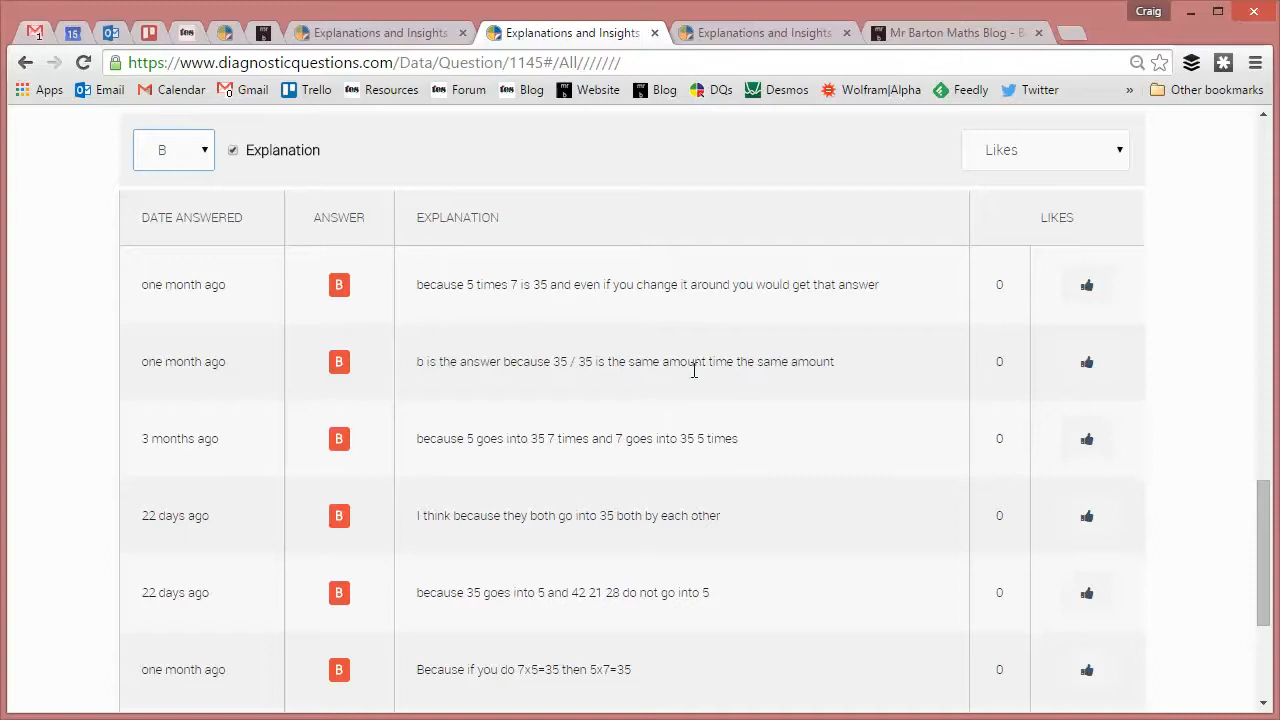 Craig
Explanations and Insights
Explanations and Insights
Explanations and Insights
Mr Barton Maths Blog - B
https://www.diagnosticquestions.com/Data/Question/1145#/All///////
Apps Email Calendar Gmail Trello tes Resources tes Forum tes Blog Website Blog DQs Desmos Wolfram|Alpha Feedly Twitter » Other bookmarks
B Explanation Likes
DATE ANSWERED ANSWER EXPLANATION LIKES
one month ago B because 5 times 7 is 35 and even if you change it around you would get that answer 0
one month ago B b is the answer because 35 / 35 is the same amount time the same amount 0
3 months ago B because 5 goes into 35 7 times and 7 goes into 35 5 times 0
22 days ago B I think because they both go into 35 both by each other 0
22 days ago B because 35 goes into 5 and 42 21 28 do not go into 5 0
one month ago B Because if you do 7x5=35 then 5x7=35 0